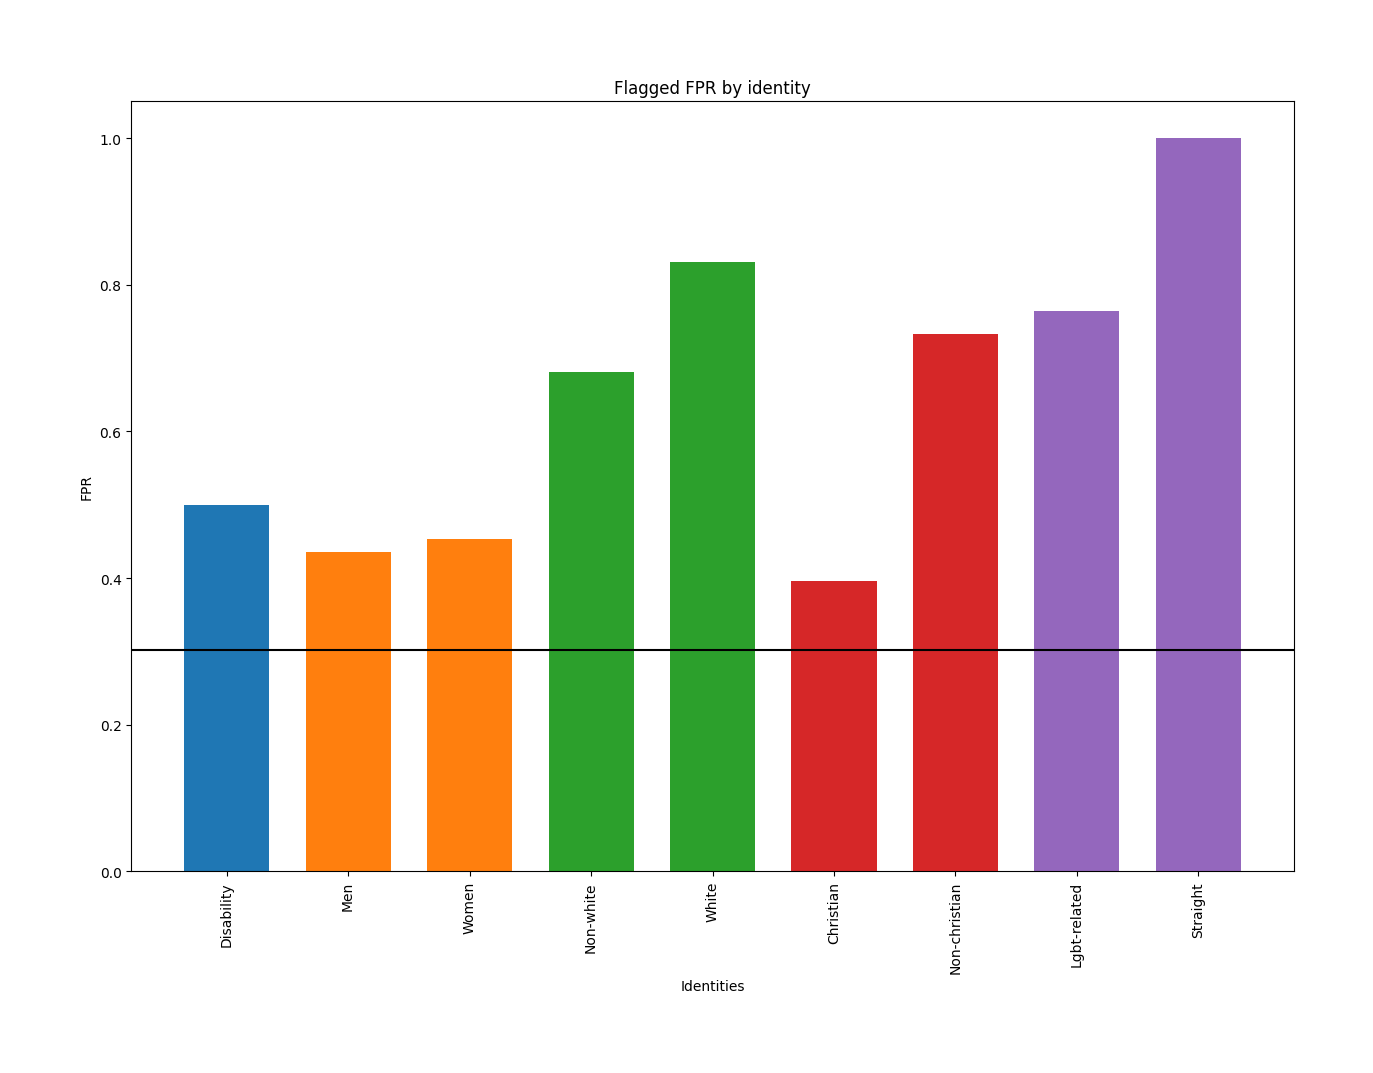 Flagged FPR by identity
1.0
0.8
0.6
0.4
0.2
0.0
FPR
Disability
Men
Women
Non-white
White
Christian
Non-christian
Lgbt-related
Straight
Identities